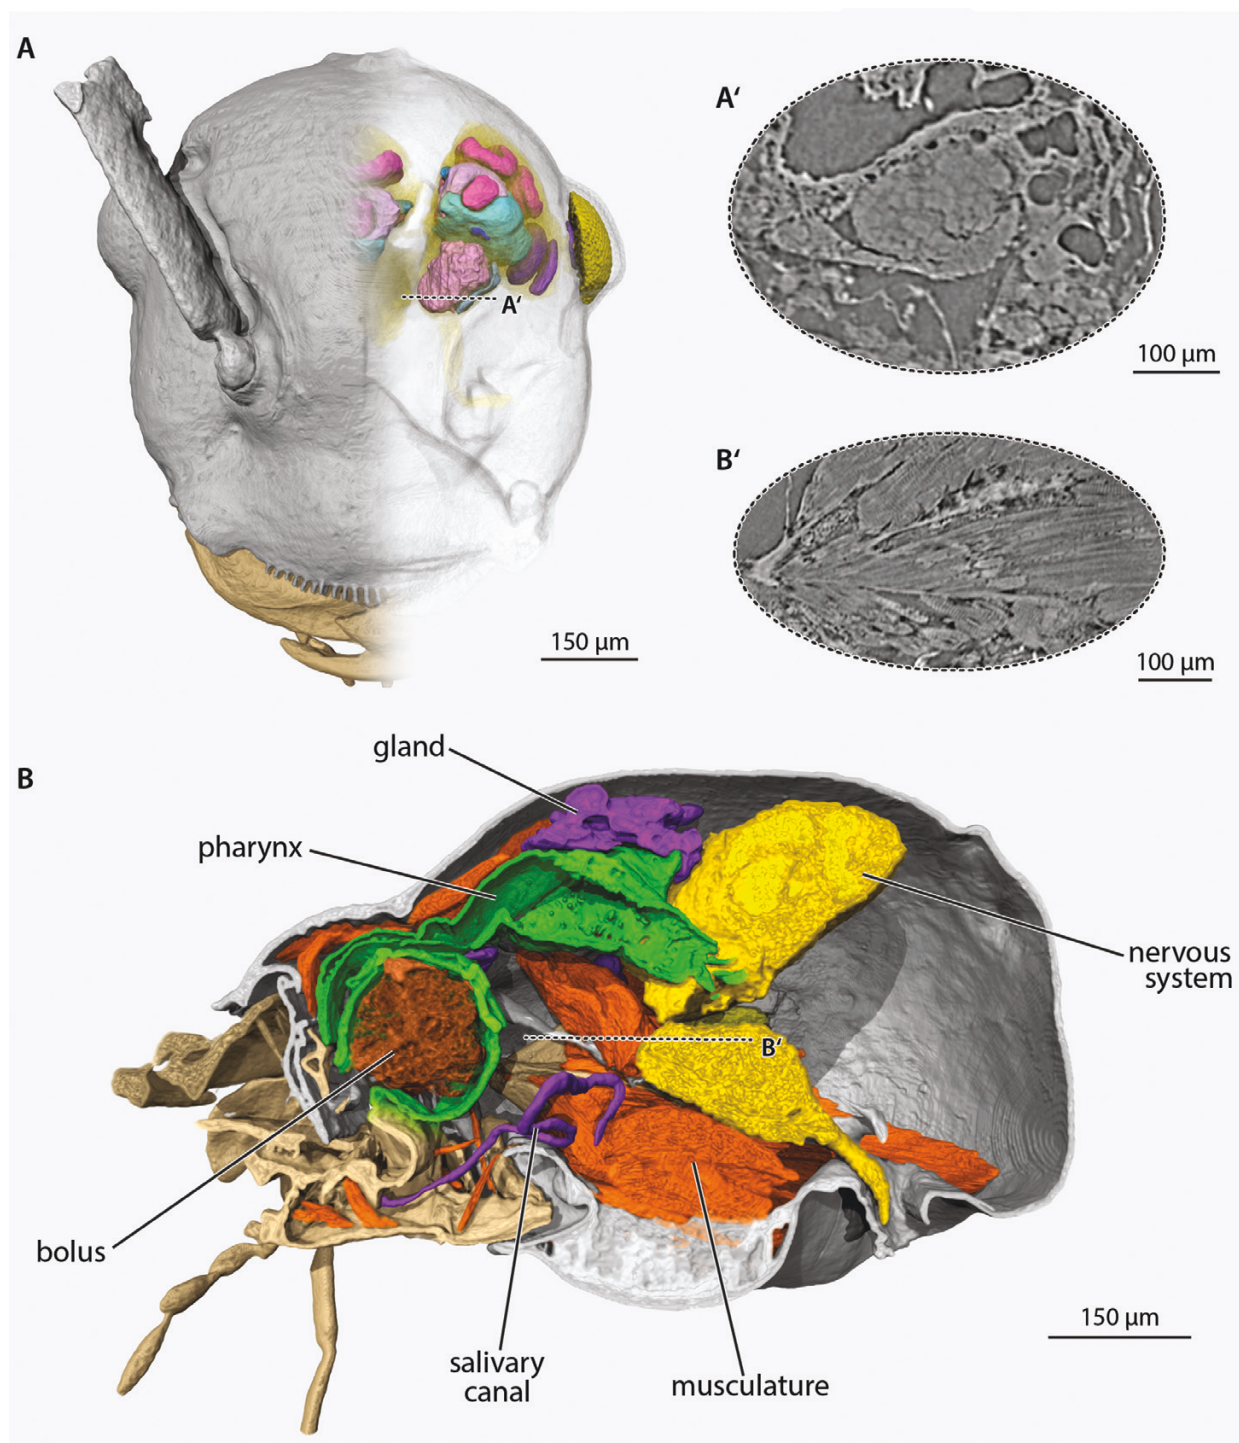 A
A‘
A‘
100 µm
B‘
150 µm
100 µm
gland
B
pharynx
nervous
system
B‘
bolus
150 µm
salivary
canal
musculature